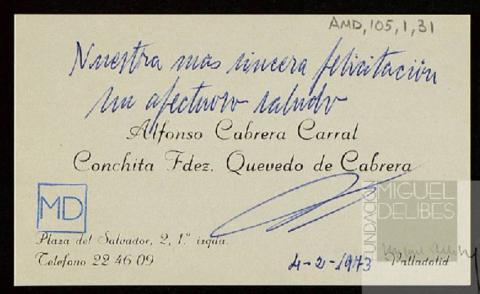 AMD, 105, 1, 31
Nuestra mas sincera felicitación
un afectuoso saludo
Alfonso Cabrera Carral
Conchita Fdez. Quevedo de Cabrera
MD
Plaza del Salvador, 2, 1.º izqda.
Teléfono 22 46 09
4-2-1973
Valladolid
FUNDACIÓN
MIGUEL
DELIBES